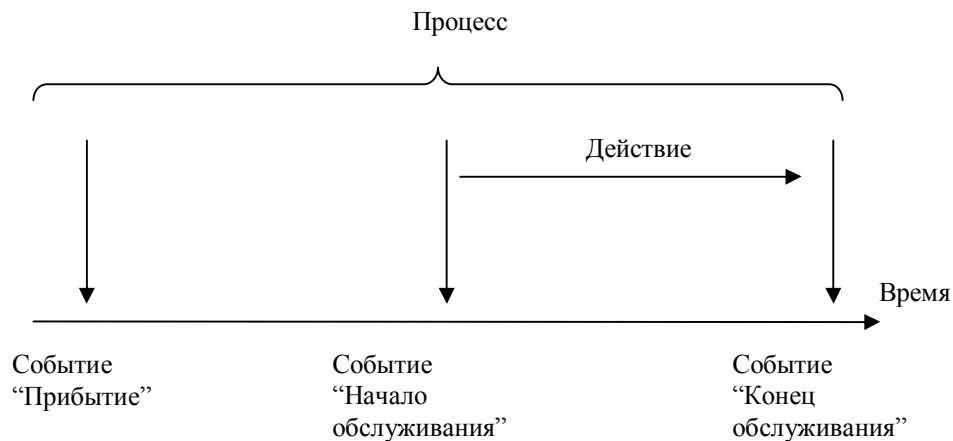 Процесс
Действие
Время
Событие
“Прибытие”
Событие
“Начало
обслуживания”
Событие
“Конец
обслуживания”